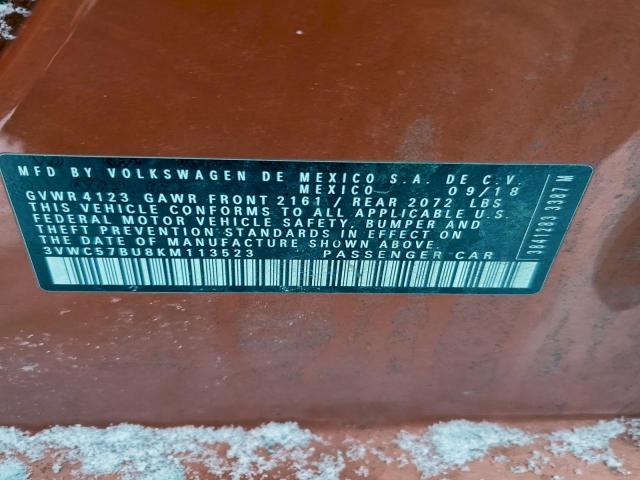 MFD BY VOLKSWAGEN DE MEXICO S.A. DE C.V.
MEXICO 09/18
GVWR 4123 GAWR FRONT 2161 / REAR 2072 LBS
THIS VEHICLE CONFORMS TO ALL APPLICABLE U.S.
FEDERAL MOTOR VEHICLE SAFETY, BUMPER AND
THEFT PREVENTION STANDARDS IN EFFECT ON
THE DATE OF MANUFACTURE SHOWN ABOVE.
3VWC57BU8KM113523 PASSENGER CAR
3841283 3387 M